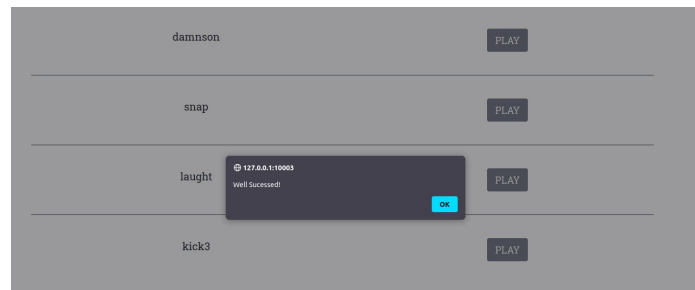 damnson PLAY
snap PLAY
127.0.0.1:10003
Well Sucessed!
laught PLAY
OK
kick3 PLAY